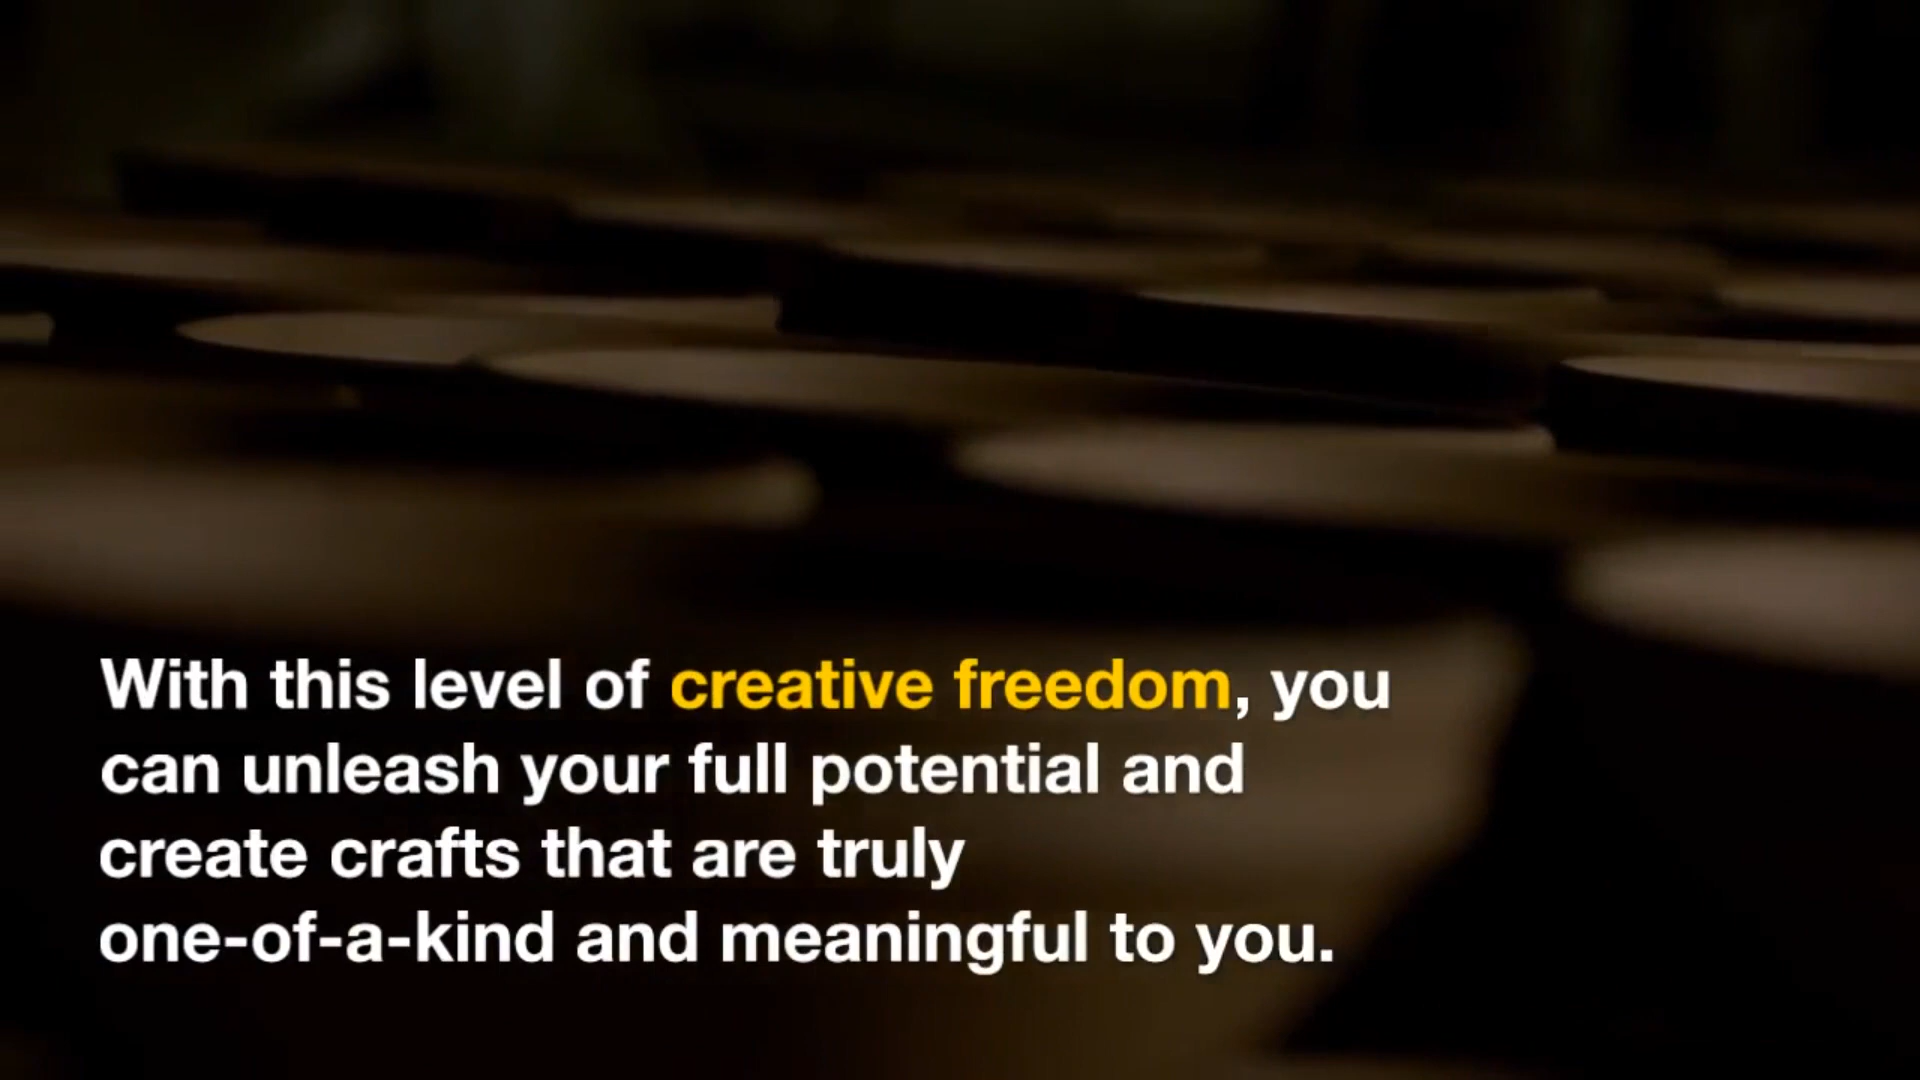 With this level of creative freedom, you
can unleash your full potential and
create crafts that are truly
one-of-a-kind and meaningful to you.